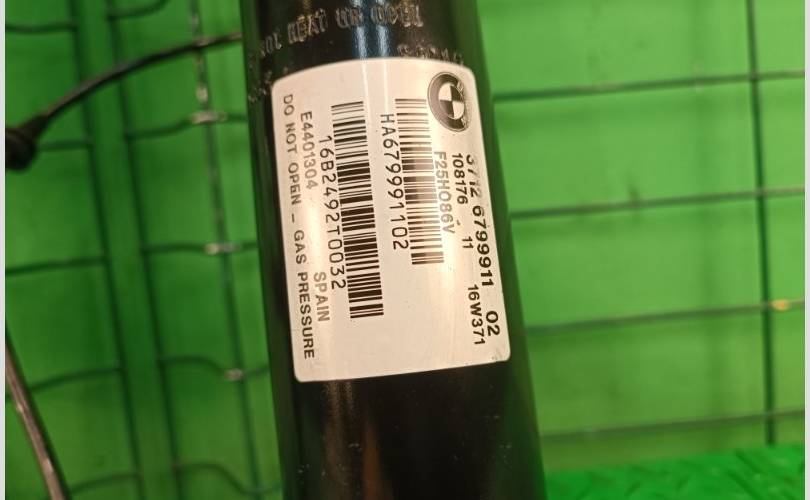 3712 6799911 02
108176 11 16W371
F25H086V
HA679991102
16B2492T0032
E4401304 SPAIN
DO NOT OPEN - GAS PRESSURE